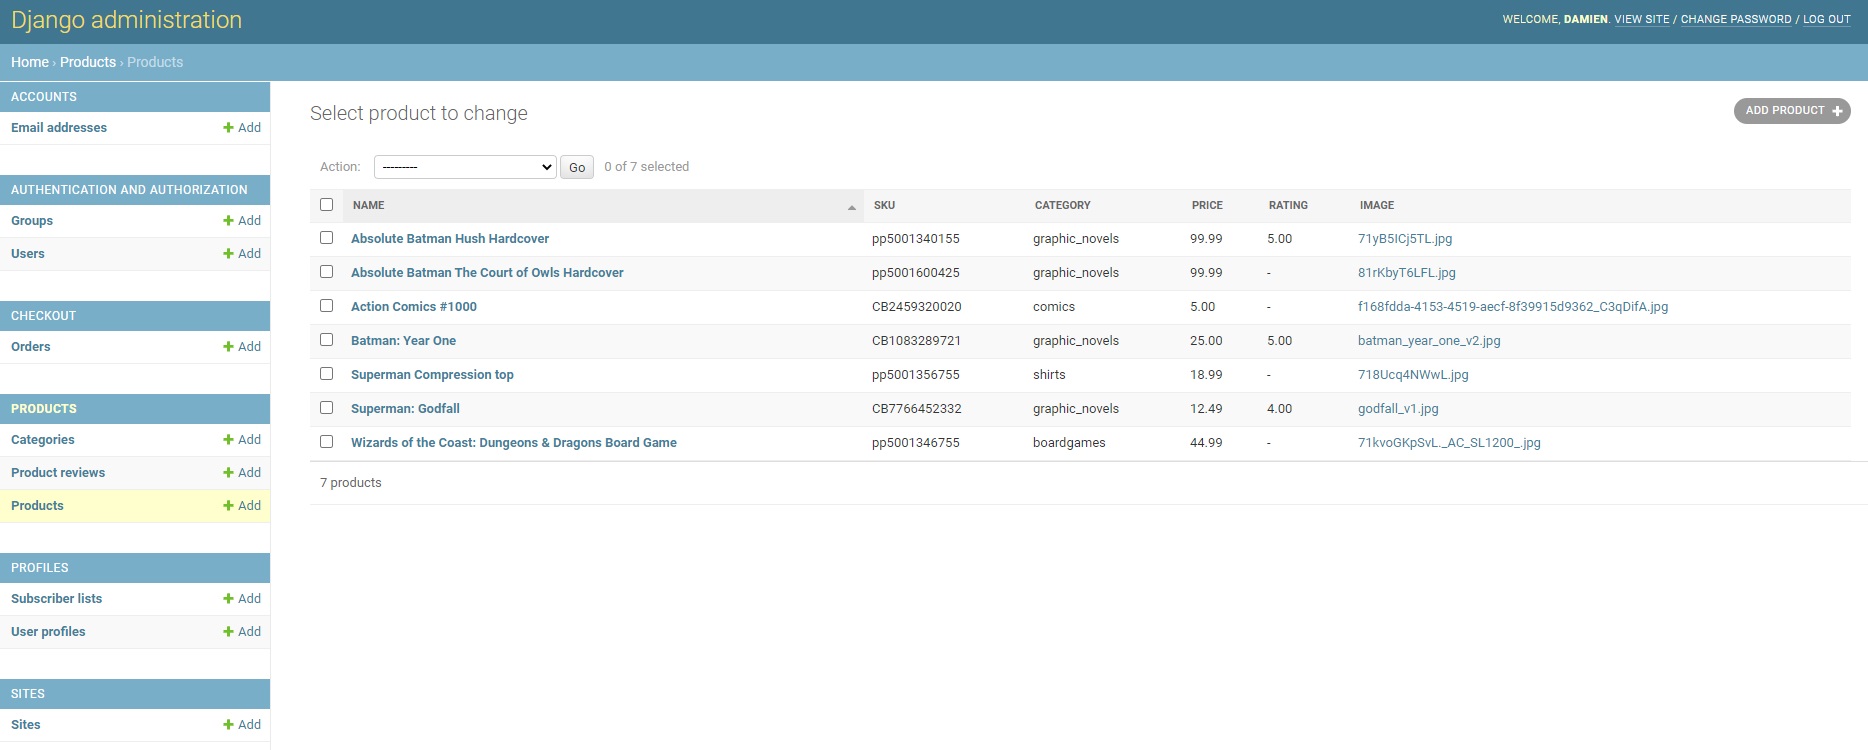 Django administration
WELCOME, DAMIEN. VIEW SITE / CHANGE PASSWORD / LOG OUT
Home › Products › Products
ACCOUNTS
Email addresses Add
AUTHENTICATION AND AUTHORIZATION
Groups Add
Users Add
CHECKOUT
Orders Add
PRODUCTS
Categories Add
Product reviews Add
Products Add
PROFILES
Subscriber lists Add
User profiles Add
SITES
Sites Add
Select product to change
ADD PRODUCT
Action: --------- Go 0 of 7 selected
NAME SKU CATEGORY PRICE RATING IMAGE
Absolute Batman Hush Hardcover pp5001340155 graphic_novels 99.99 5.00 71yB5ICj5TL.jpg
Absolute Batman The Court of Owls Hardcover pp5001600425 graphic_novels 99.99 - 81rKbyT6LFL.jpg
Action Comics #1000 CB2459320020 comics 5.00 - f168fdda-4153-4519-aecf-8f39915d9362_C3qDifA.jpg
Batman: Year One CB1083289721 graphic_novels 25.00 5.00 batman_year_one_v2.jpg
Superman Compression top pp5001356755 shirts 18.99 - 718Ucq4NWwL.jpg
Superman: Godfall CB7766452332 graphic_novels 12.49 4.00 godfall_v1.jpg
Wizards of the Coast: Dungeons & Dragons Board Game pp5001346755 boardgames 44.99 - 71kvoGKpSvL._AC_SL1200_.jpg
7 products